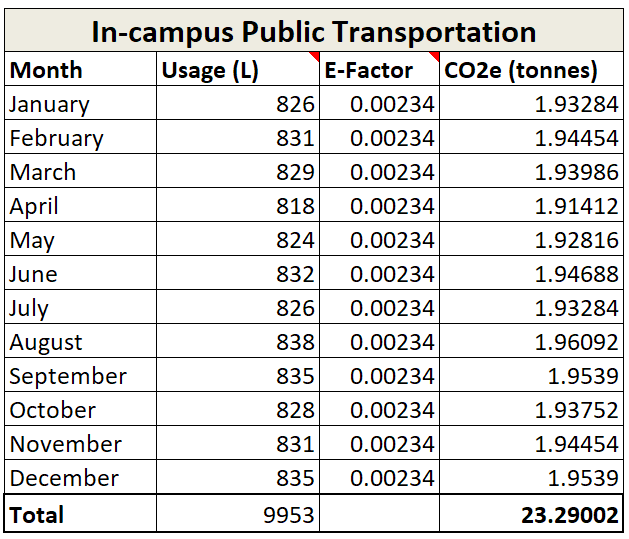 In-campus Public Transportation
Month Usage (L) E-Factor CO2e (tonnes)
January 826 0.00234 1.93284
February 831 0.00234 1.94454
March 829 0.00234 1.93986
April 818 0.00234 1.91412
May 824 0.00234 1.92816
June 832 0.00234 1.94688
July 826 0.00234 1.93284
August 838 0.00234 1.96092
September 835 0.00234 1.9539
October 828 0.00234 1.93752
November 831 0.00234 1.94454
December 835 0.00234 1.9539
Total 9953 23.29002